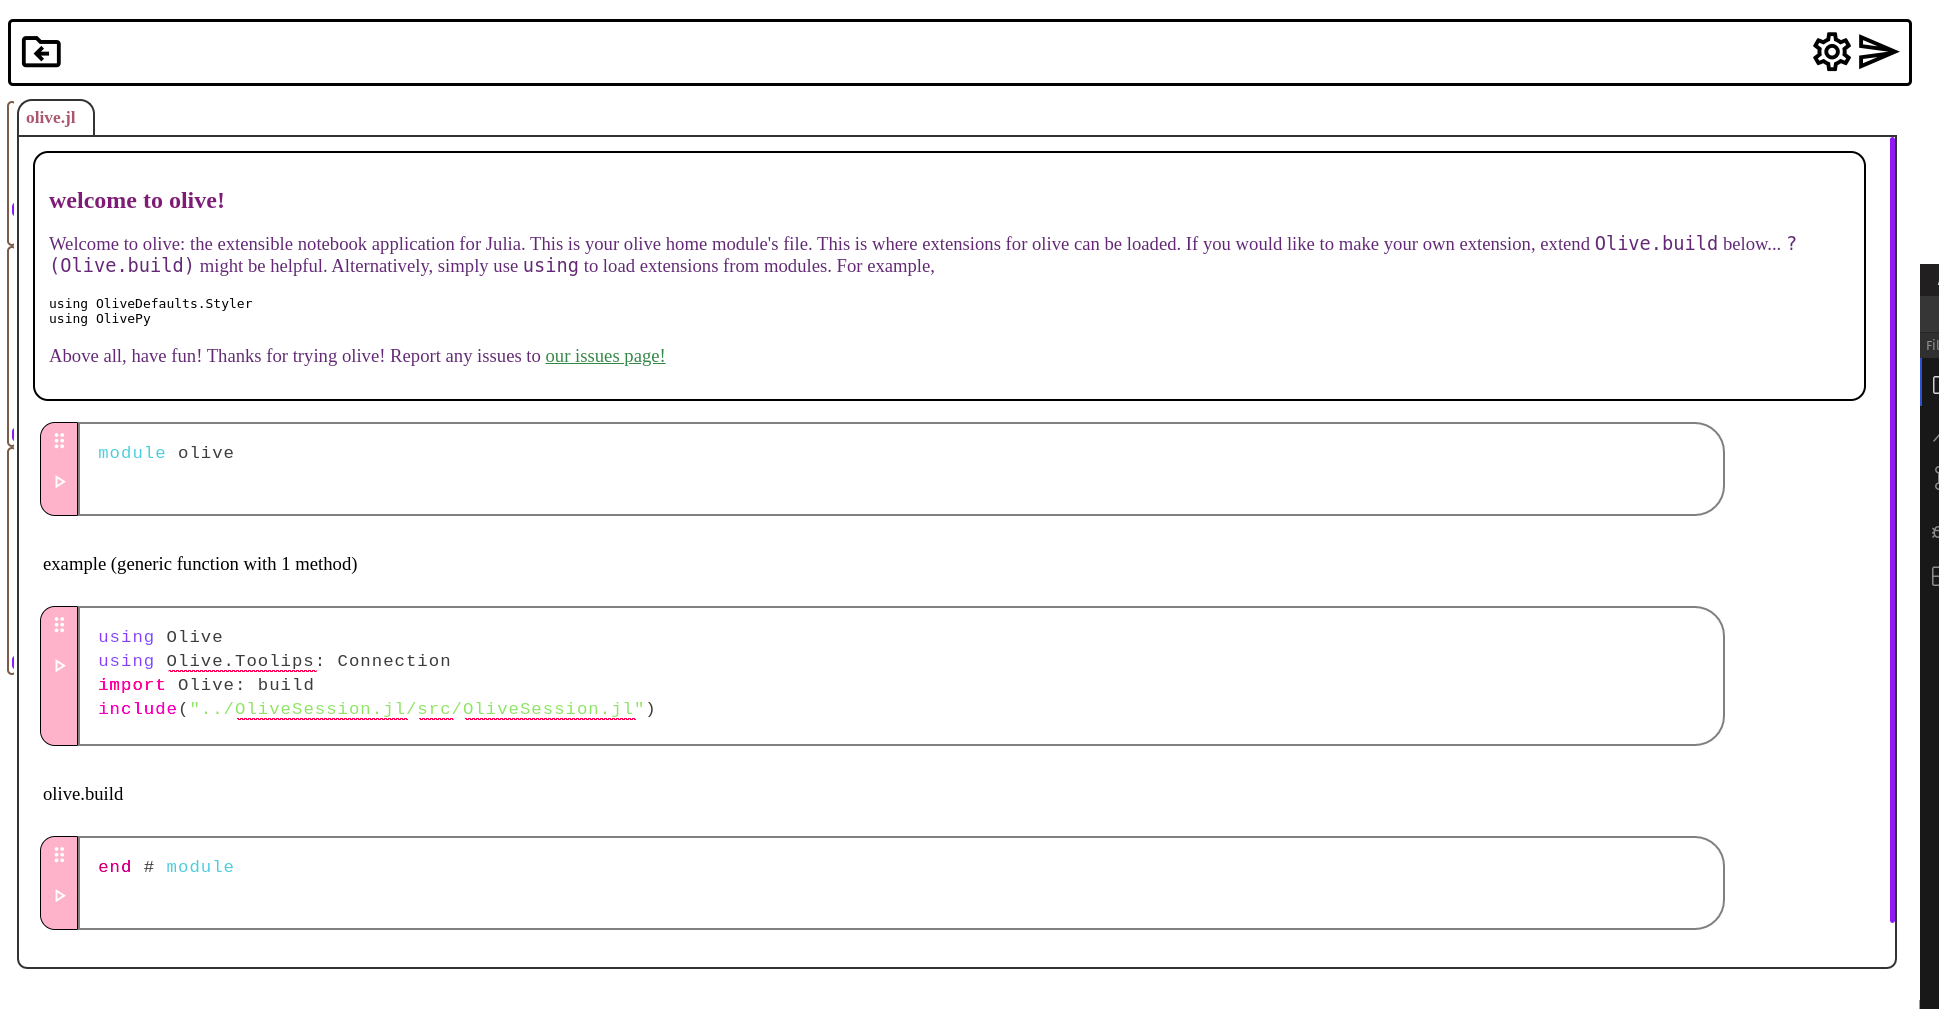 olive.jl
welcome to olive!
Welcome to olive: the extensible notebook application for Julia. This is your olive home module's file. This is where extensions for olive can be loaded. If you would like to make your own extension, extend Olive.build below... ?
(Olive.build) might be helpful. Alternatively, simply use using to load extensions from modules. For example,
using OliveDefaults.Styler
using OlivePy
Above all, have fun! Thanks for trying olive! Report any issues to our issues page!
module olive
example (generic function with 1 method)
using Olive
using Olive.Toolips: Connection
import Olive: build
include("../OliveSession.jl/src/OliveSession.jl")
olive.build
end # module